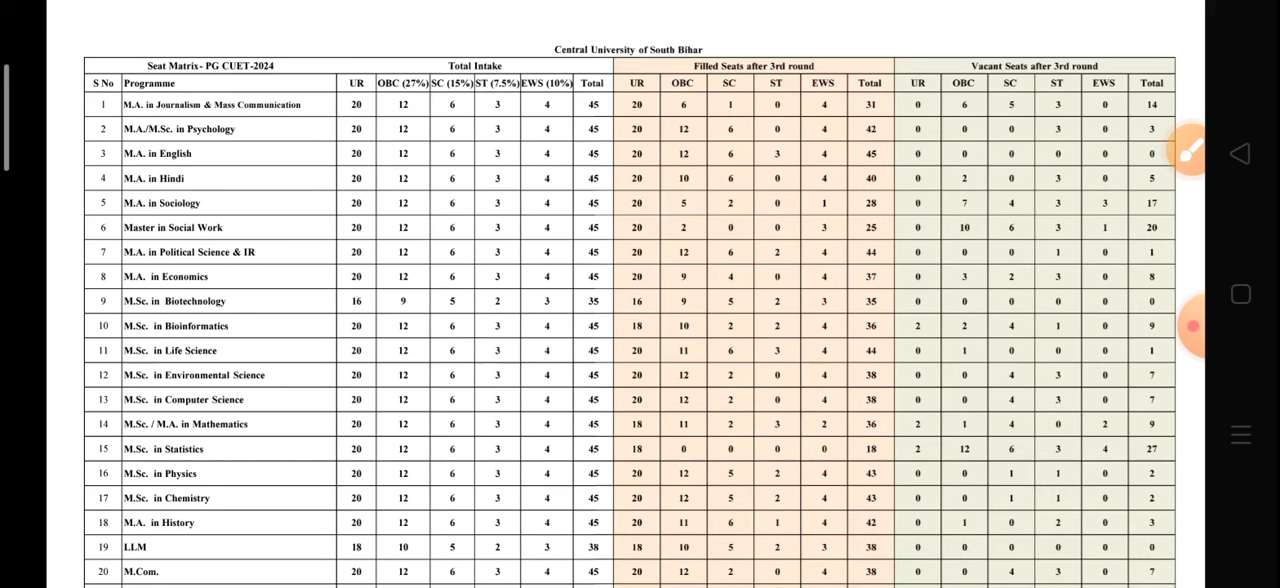 Central University of South Bihar
Seat Matrix- PG CUET-2024 Total Intake Filled Seats after 3rd round Vacant Seats after 3rd round
S No Programme UR OBC (27%) SC (15%) ST (7.5%) EWS (10%) Total UR OBC SC ST EWS Total UR OBC SC ST EWS Total
1 M.A. in Journalism & Mass Communication 20 12 6 3 4 45 20 6 1 0 4 31 0 6 5 3 0 14
2 M.A./M.Sc. in Psychology 20 12 6 3 4 45 20 12 6 0 4 42 0 0 0 3 0 3
3 M.A. in English 20 12 6 3 4 45 20 12 6 3 4 45 0 0 0 0 0 0
4 M.A. in Hindi 20 12 6 3 4 45 20 10 6 0 4 40 0 2 0 3 0 5
5 M.A. in Sociology 20 12 6 3 4 45 20 5 2 0 1 28 0 7 4 3 3 17
6 Master in Social Work 20 12 6 3 4 45 20 2 0 0 3 25 0 10 6 3 1 20
7 M.A. in Political Science & IR 20 12 6 3 4 45 20 12 6 2 4 44 0 0 0 1 0 1
8 M.A. in Economics 20 12 6 3 4 45 20 9 4 0 4 37 0 3 2 3 0 8
9 M.Sc. in Biotechnology 16 9 5 2 3 35 16 9 5 2 3 35 0 0 0 0 0 0
10 M.Sc. in Bioinformatics 20 12 6 3 4 45 18 10 2 2 4 36 2 2 4 1 0 9
11 M.Sc. in Life Science 20 12 6 3 4 45 20 11 6 3 4 44 0 1 0 0 0 1
12 M.Sc. in Environmental Science 20 12 6 3 4 45 20 12 2 0 4 38 0 0 4 3 0 7
13 M.Sc. in Computer Science 20 12 6 3 4 45 20 12 2 0 4 38 0 0 4 3 0 7
14 M.Sc. / M.A. in Mathematics 20 12 6 3 4 45 18 11 2 3 2 36 2 1 4 0 2 9
15 M.Sc. in Statistics 20 12 6 3 4 45 18 0 0 0 0 18 2 12 6 3 4 27
16 M.Sc. in Physics 20 12 6 3 4 45 20 12 5 2 4 43 0 0 1 1 0 2
17 M.Sc. in Chemistry 20 12 6 3 4 45 20 12 5 2 4 43 0 0 1 1 0 2
18 M.A. in History 20 12 6 3 4 45 20 11 6 1 4 42 0 1 0 2 0 3
19 LLM 18 10 5 2 3 38 18 10 5 2 3 38 0 0 0 0 0 0
20 M.Com. 20 12 6 3 4 45 20 12 2 0 4 38 0 0 4 3 0 7